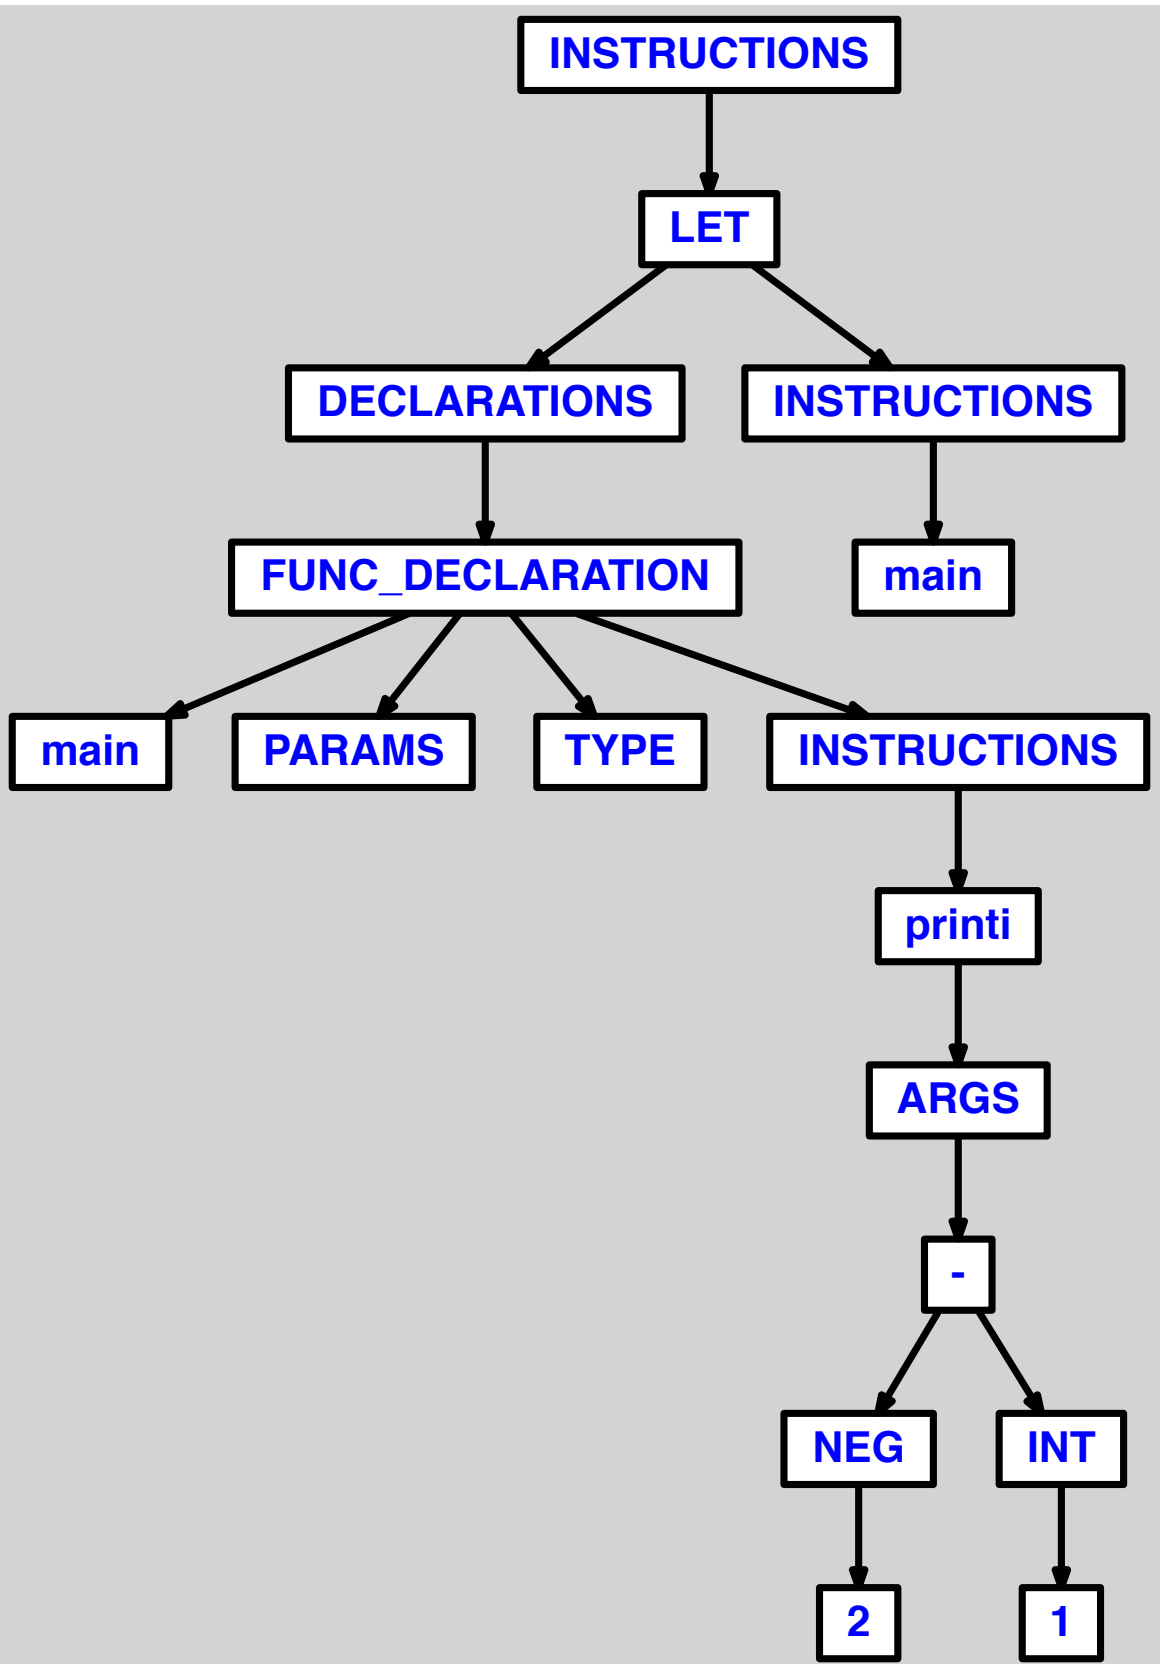 INSTRUCTIONS
LET
DECLARATIONS
INSTRUCTIONS
FUNC_DECLARATION
main
main
PARAMS
TYPE
INSTRUCTIONS
printi
ARGS
-
NEG
INT
2
1